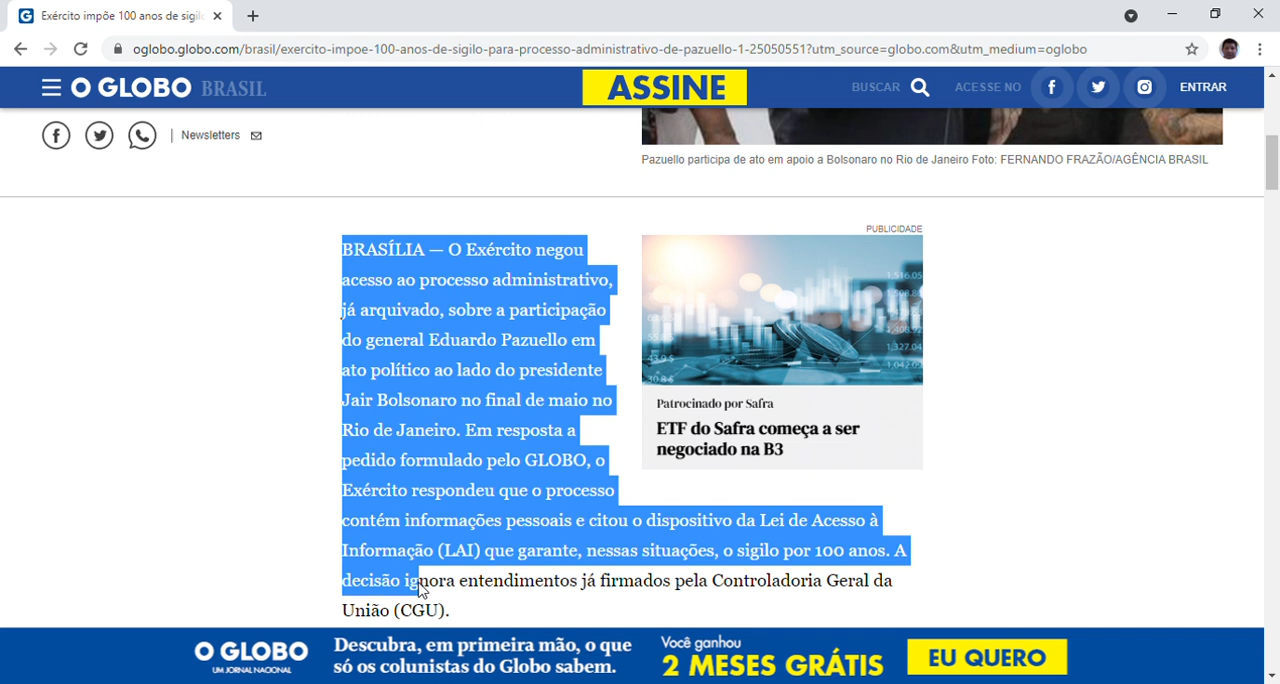 Exército impõe 100 anos de sigilo
oglobo.globo.com/brasil/exercito-impoe-100-anos-de-sigilo-para-processo-administrativo-de-pazuello-1-25050551?utm_source=globo.com&utm_medium=oglobo
O GLOBO BRASIL
ASSINE
BUSCAR
ACESSE NO
ENTRAR
Newsletters
Pazuello participa de ato em apoio a Bolsonaro no Rio de Janeiro Foto: FERNANDO FRAZÃO/AGÊNCIA BRASIL
BRASÍLIA — O Exército negou
acesso ao processo administrativo,
já arquivado, sobre a participação
do general Eduardo Pazuello em
ato político ao lado do presidente
Jair Bolsonaro no final de maio no
Rio de Janeiro. Em resposta a
pedido formulado pelo GLOBO, o
Exército respondeu que o processo
contém informações pessoais e citou o dispositivo da Lei de Acesso à
Informação (LAI) que garante, nessas situações, o sigilo por 100 anos. A
decisão ignora entendimentos já firmados pela Controladoria Geral da
União (CGU).
PUBLICIDADE
Patrocinado por Safra
ETF do Safra começa a ser
negociado na B3
O GLOBO
UM JORNAL NACIONAL
Descubra, em primeira mão, o que
só os colunistas do Globo sabem.
Você ganhou
2 MESES GRÁTIS
EU QUERO